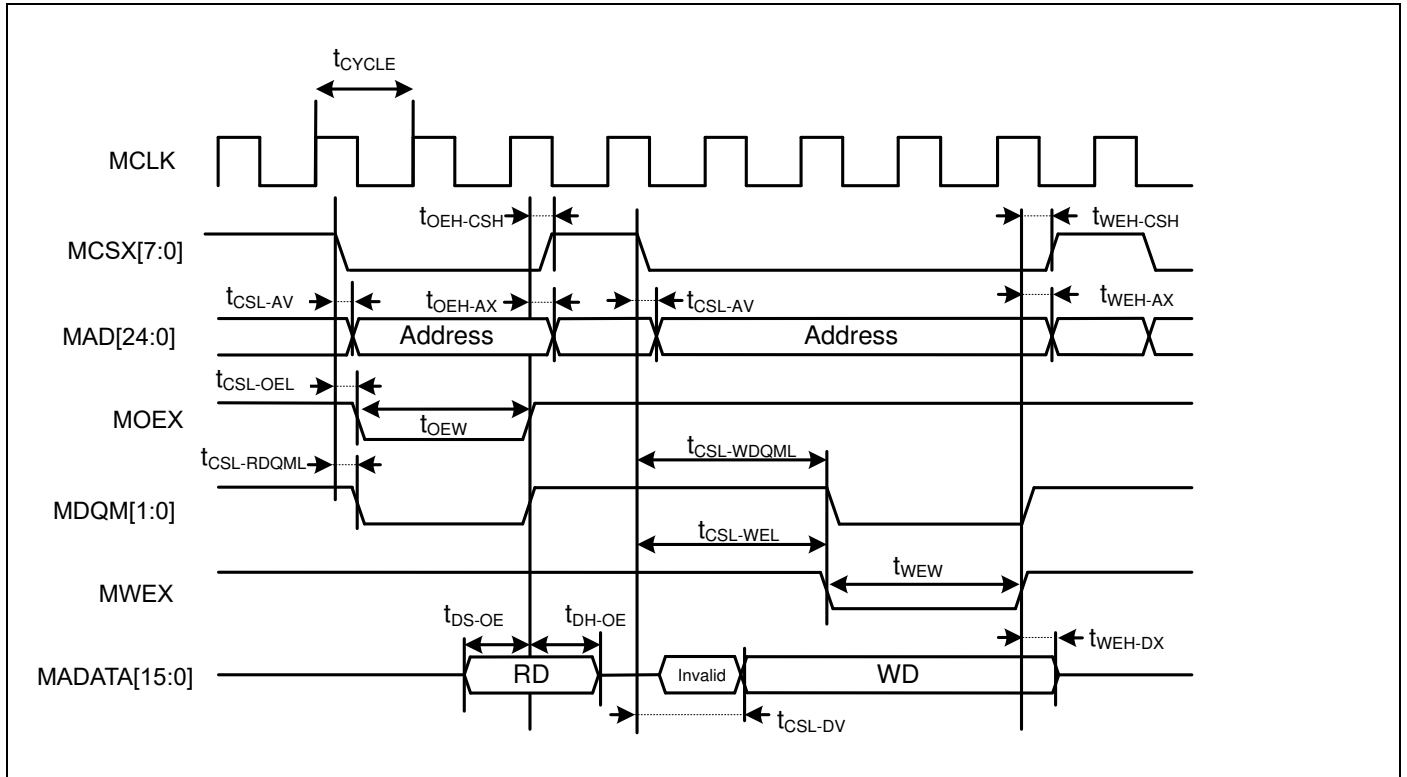 tCYCLE
MCLK
tOEH-CSH
tWEH-CSH
MCSX[7:0]
tCSL-AV
tOEH-AX
tCSL-AV
tWEH-AX
MAD[24:0]
Address
Address
tCSL-OEL
MOEX
tOEW
tCSL-WDQML
tCSL-RDQML
MDQM[1:0]
tCSL-WEL
tWEW
MWEX
tDS-OE
tDH-OE
tWEH-DX
MADATA[15:0]
RD
Invalid
WD
tCSL-DV